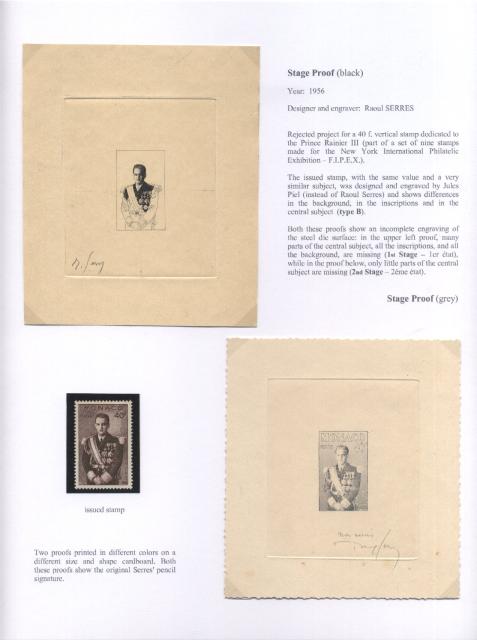 Stage Proof (black)
Year: 1956
Designer and engraver: Raoul SERRES
Rejected project for a 40 f. vertical stamp dedicated to
the Prince Rainier III (part of a set of nine stamps
made for the New York International Philatelic
Exhibition – F.I.P.E.X.).
The issued stamp, with the same value and a very
similar subject, was designed and engraved by Jules
Piel (instead of Raoul Serres) and shows differences
in the background, in the inscriptions and in the
central subject (type B).
Both these proofs show an incomplete engraving of
the steel die surface: in the upper left proof, many
parts of the central subject, all the inscriptions, and all
the background, are missing (1st Stage – 1er état),
while in the proof below, only little parts of the central
subject are missing (2nd Stage – 2éme état).
Stage Proof (grey)
MONACO
40
issued stamp
MONACO
Two proofs printed in different colors on a
different size and shape cardboard. Both
these proofs show the original Serres' pencil
signature.